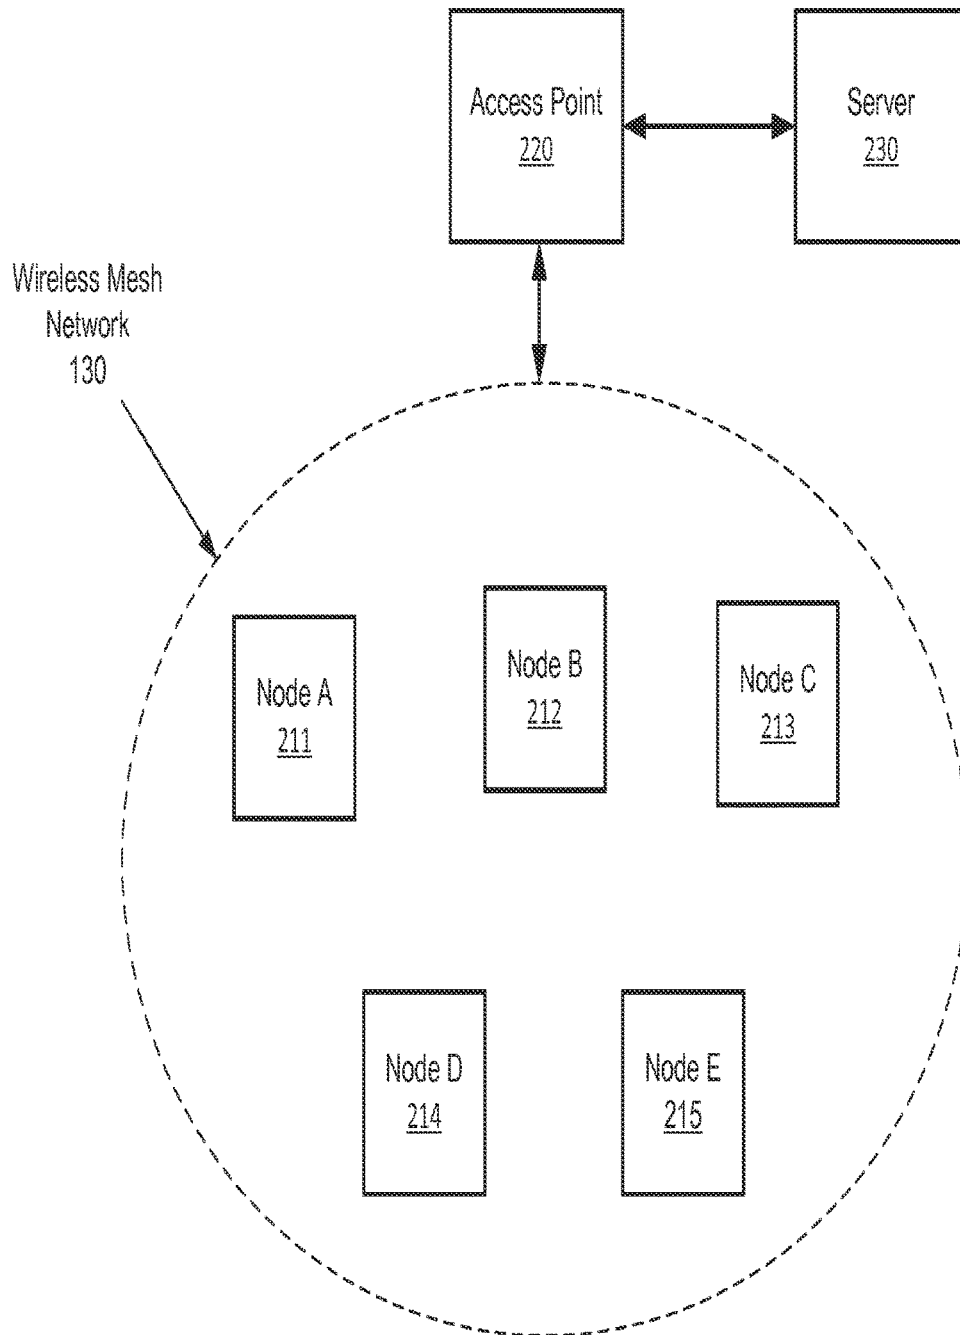 Access Point
220
Server
230
Wireless Mesh
Network
130
Node A
211
Node B
212
Node C
213
Node D
214
Node E
215